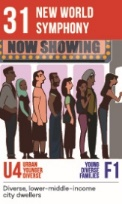 31 NEW WORLD
SYMPHONY
NOW SHOWING
U4 URBAN
YOUNGER
DIVERSE
YOUNG
DIVERSE
FAMILIES F1
Diverse, lower-middle-income
city dwellers